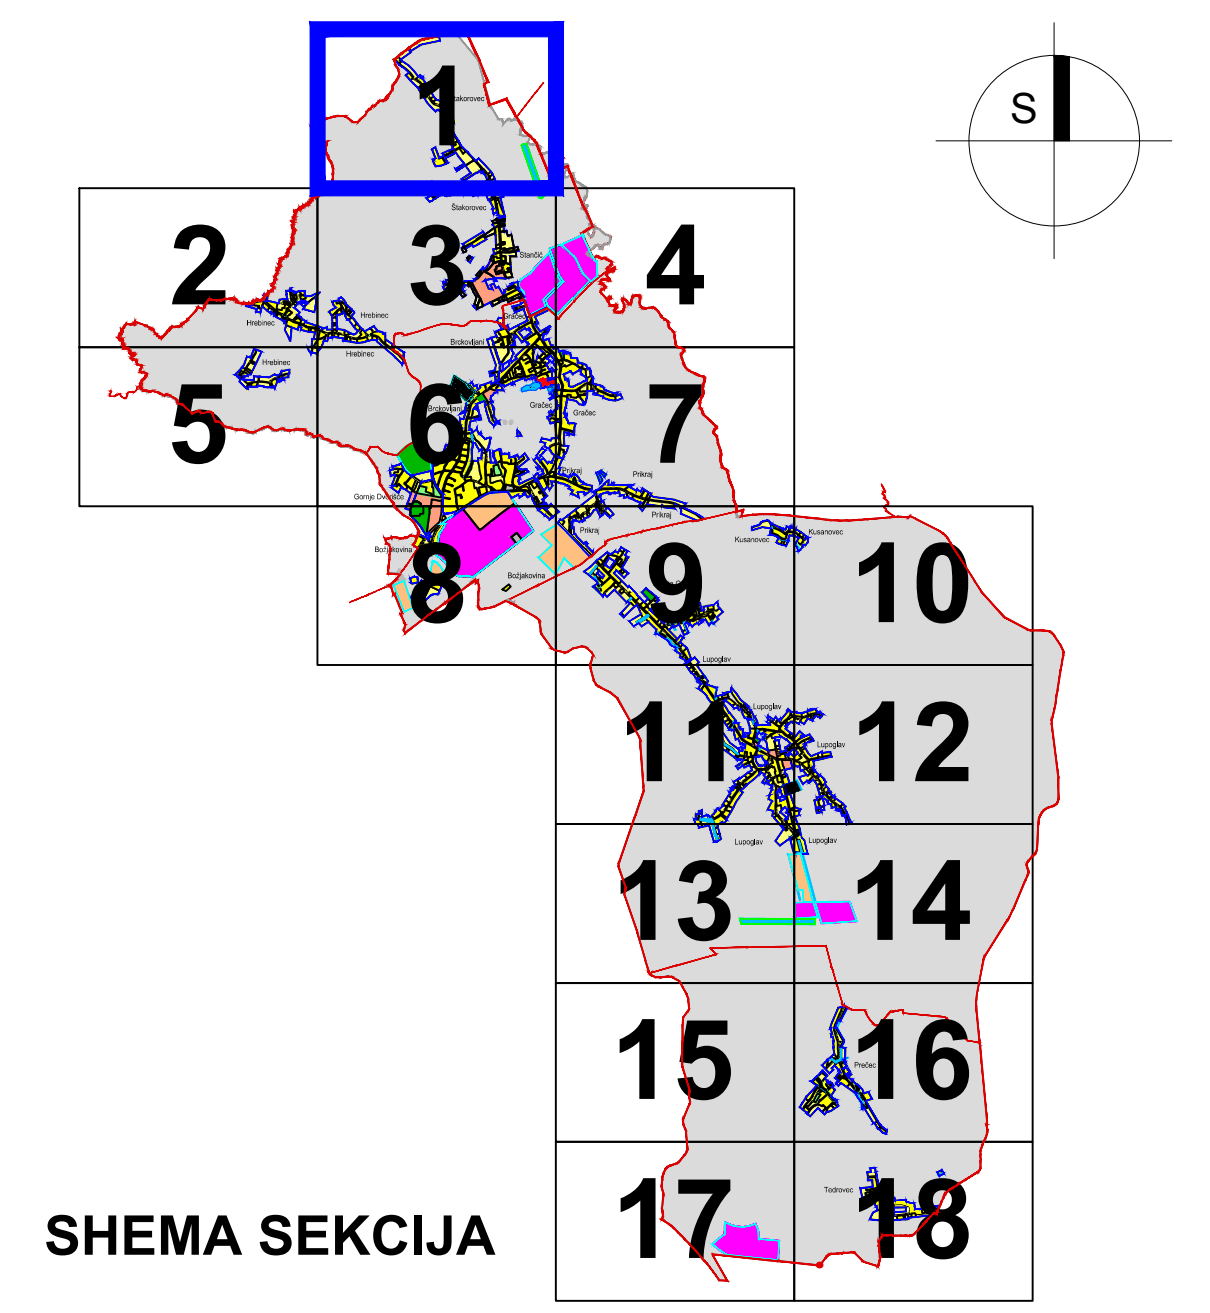 1
Štakorovec
S
2
3
4
Štakorovec
Stančić
Hrebinec
Hrebinec
Hrebinec
Gračec
Brckovljani
5
6
7
Hrebinec
Brckovljani
Gračec
Gračec
Prikraj
Prikraj
Gornje Dvorišće
Prikraj
Prikraj
8
9
10
Kusanovec
Kusanovec
Božjakovina
Božjakovina
Lupoglav
11
12
Lupoglav
Lupoglav
Lupoglav
Lupoglav
13
14
15
16
Prečec
17
18
Tedrovec
SHEMA SEKCIJA